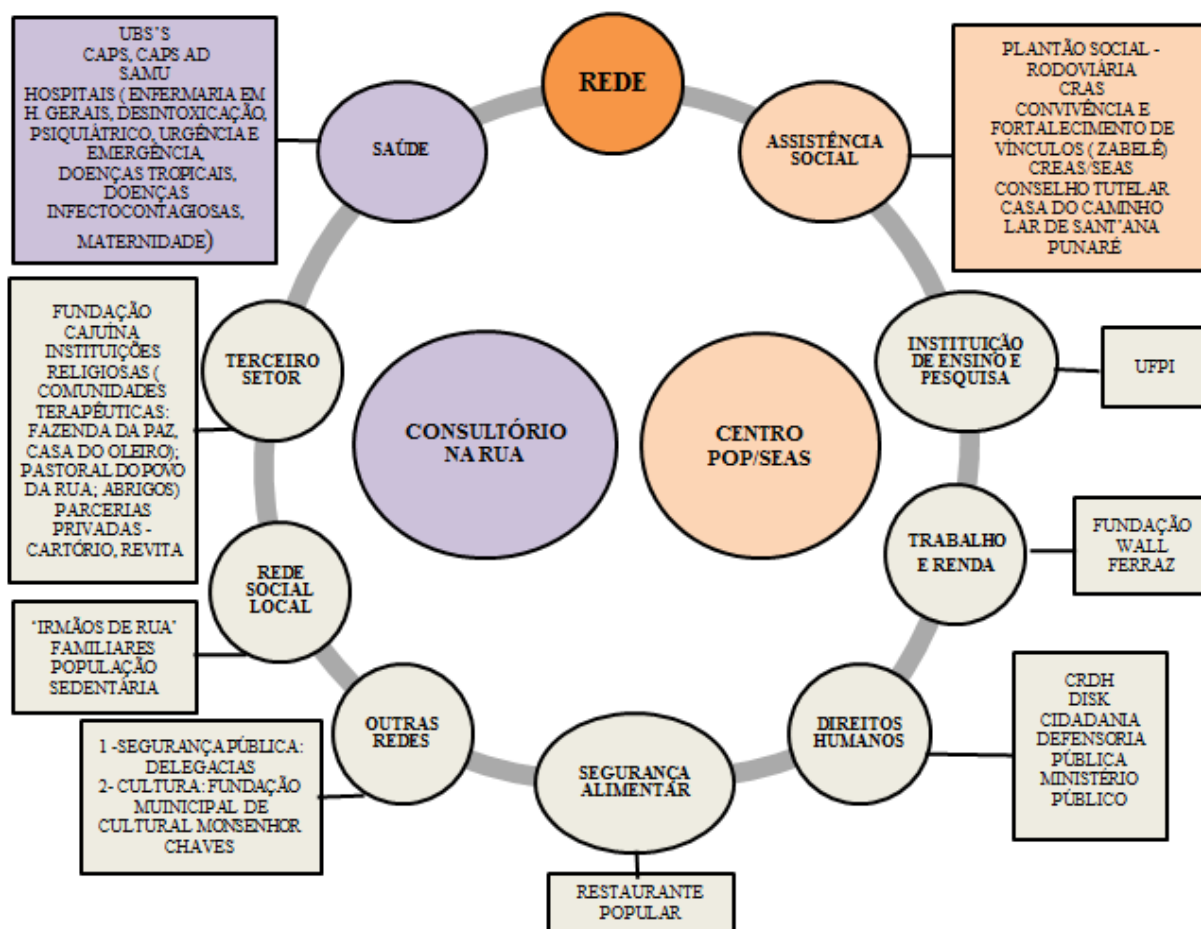 REDE
UBS'S
CAPS, CAPS AD
SAMU
HOSPITAIS ( ENFERMARIA EM
H. GERAIS, DESINTOXICAÇÃO,
PSIQUIÁTRICO, URGÊNCIA E
EMERGÊNCIA,
DOENÇAS TROPICAIS,
DOENÇAS
INFECTOCONTAGIOSAS,
MATERNIDADE)
SAÚDE
ASSISTÊNCIA
SOCIAL
PLANTÃO SOCIAL -
RODOVIÁRIA
CRAS
CONVIVÊNCIA E
FORTALECIMENTO DE
VÍNCULOS ( ZABELÊ)
CREAS/SEAS
CONSELHO TUTELAR
CASA DO CAMINHO
LAR DE SANT'ANA
PUNARÉ
FUNDAÇÃO
CAJUÍNA
INSTITUIÇÕES
RELIGIOSAS (
COMUNIDADES
TERAPÊUTICAS:
FAZENDA DA PAZ,
CASA DO OLEIRO);
PASTORAL DO POVO
DA RUA; ABRIGOS)
PARCERIAS
PRIVADAS -
CARTÓRIO, REVITA
TERCEIRO
SETOR
CONSULTÓRIO
NA RUA
CENTRO
POP/SEAS
INSTITUIÇÃO
DE ENSINO E
PESQUISA
UFPI
TRABALHO
E RENDA
FUNDAÇÃO
WALL
FERRAZ
REDE
SOCIAL
LOCAL
"IRMÃOS DE RUA"
FAMILIARES
POPULAÇÃO
SEDENTÁRIA
OUTRAS
REDES
1 -SEGURANÇA PÚBLICA:
DELEGACIAS
2- CULTURA: FUNDAÇÃO
MUINICIPAL DE
CULTURAL MONSENHOR
CHAVES
SEGURANÇA
ALIMENTAR
RESTAURANTE
POPULAR
DIREITOS
HUMANOS
CRDH
DISK
CIDADANIA
DEFENSORIA
PÚBLICA
MINISTÉRIO
PÚBLICO